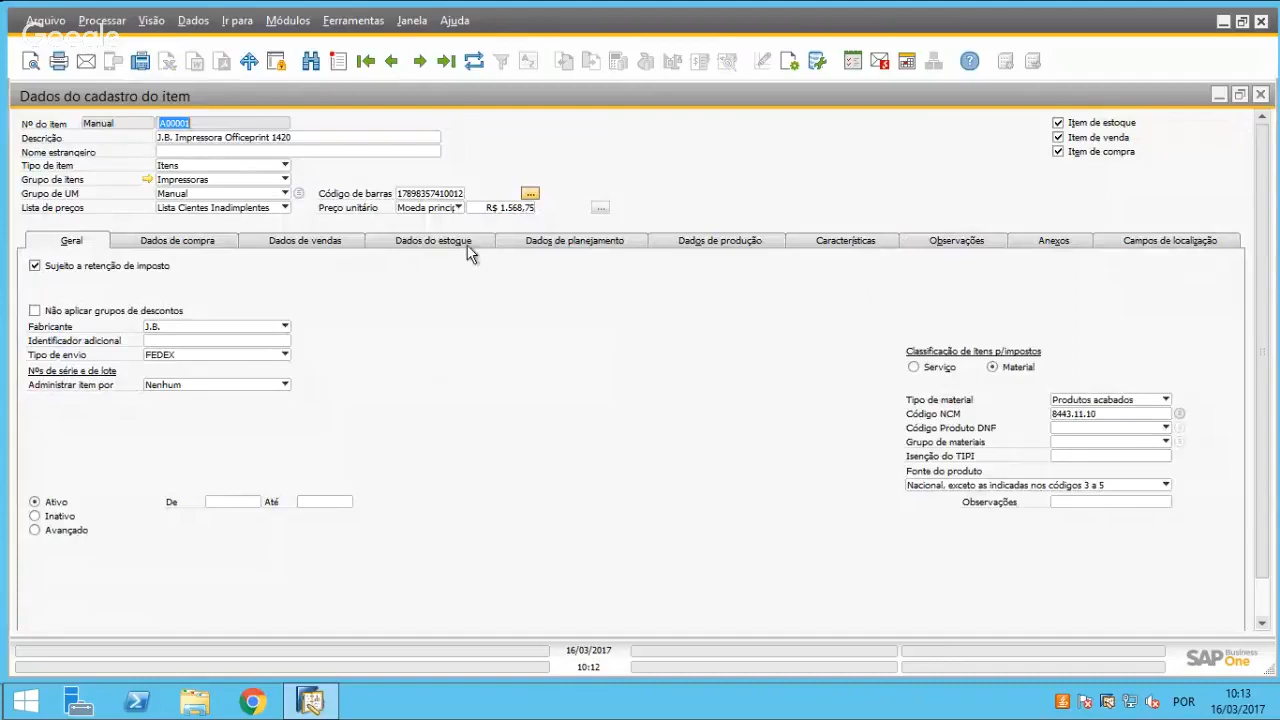 Arquivo Processar Visão Dados Ir para Módulos Ferramentas Janela Ajuda
Google
Dados do cadastro do item
Nº do item Manual A00001
Descrição J.B. Impressora Officeprint 1420
Nome estrangeiro
Tipo de item Itens
Grupo de itens Impressoras
Grupo de UM Manual Código de barras 17898357410012 ...
Lista de preços Lista Cientes Inadimplentes Preço unitário Moeda princip R$ 1.568,75 ...
Item de estoque
Item de venda
Item de compra
Geral Dados de compra Dados de vendas Dados do estoque Dados de planejamento Dados de produção Características Observações Anexos Campos de localização
Sujeito a retenção de imposto
Não aplicar grupos de descontos
Fabricante J.B.
Identificador adicional
Tipo de envio FEDEX
Nºs de série e de lote
Administrar item por Nenhum
Classificação de itens p/impostos
Serviço Material
Tipo de material Produtos acabados
Código NCM 8443.11.10
Código Produto DNF
Grupo de materiais
Isenção do TIPI
Fonte do produto
Nacional, exceto as indicadas nos códigos 3 a 5
Observações
Ativo De Até
Inativo
Avançado
16/03/2017
10:12
SAP Business One
POR 10:13
16/03/2017